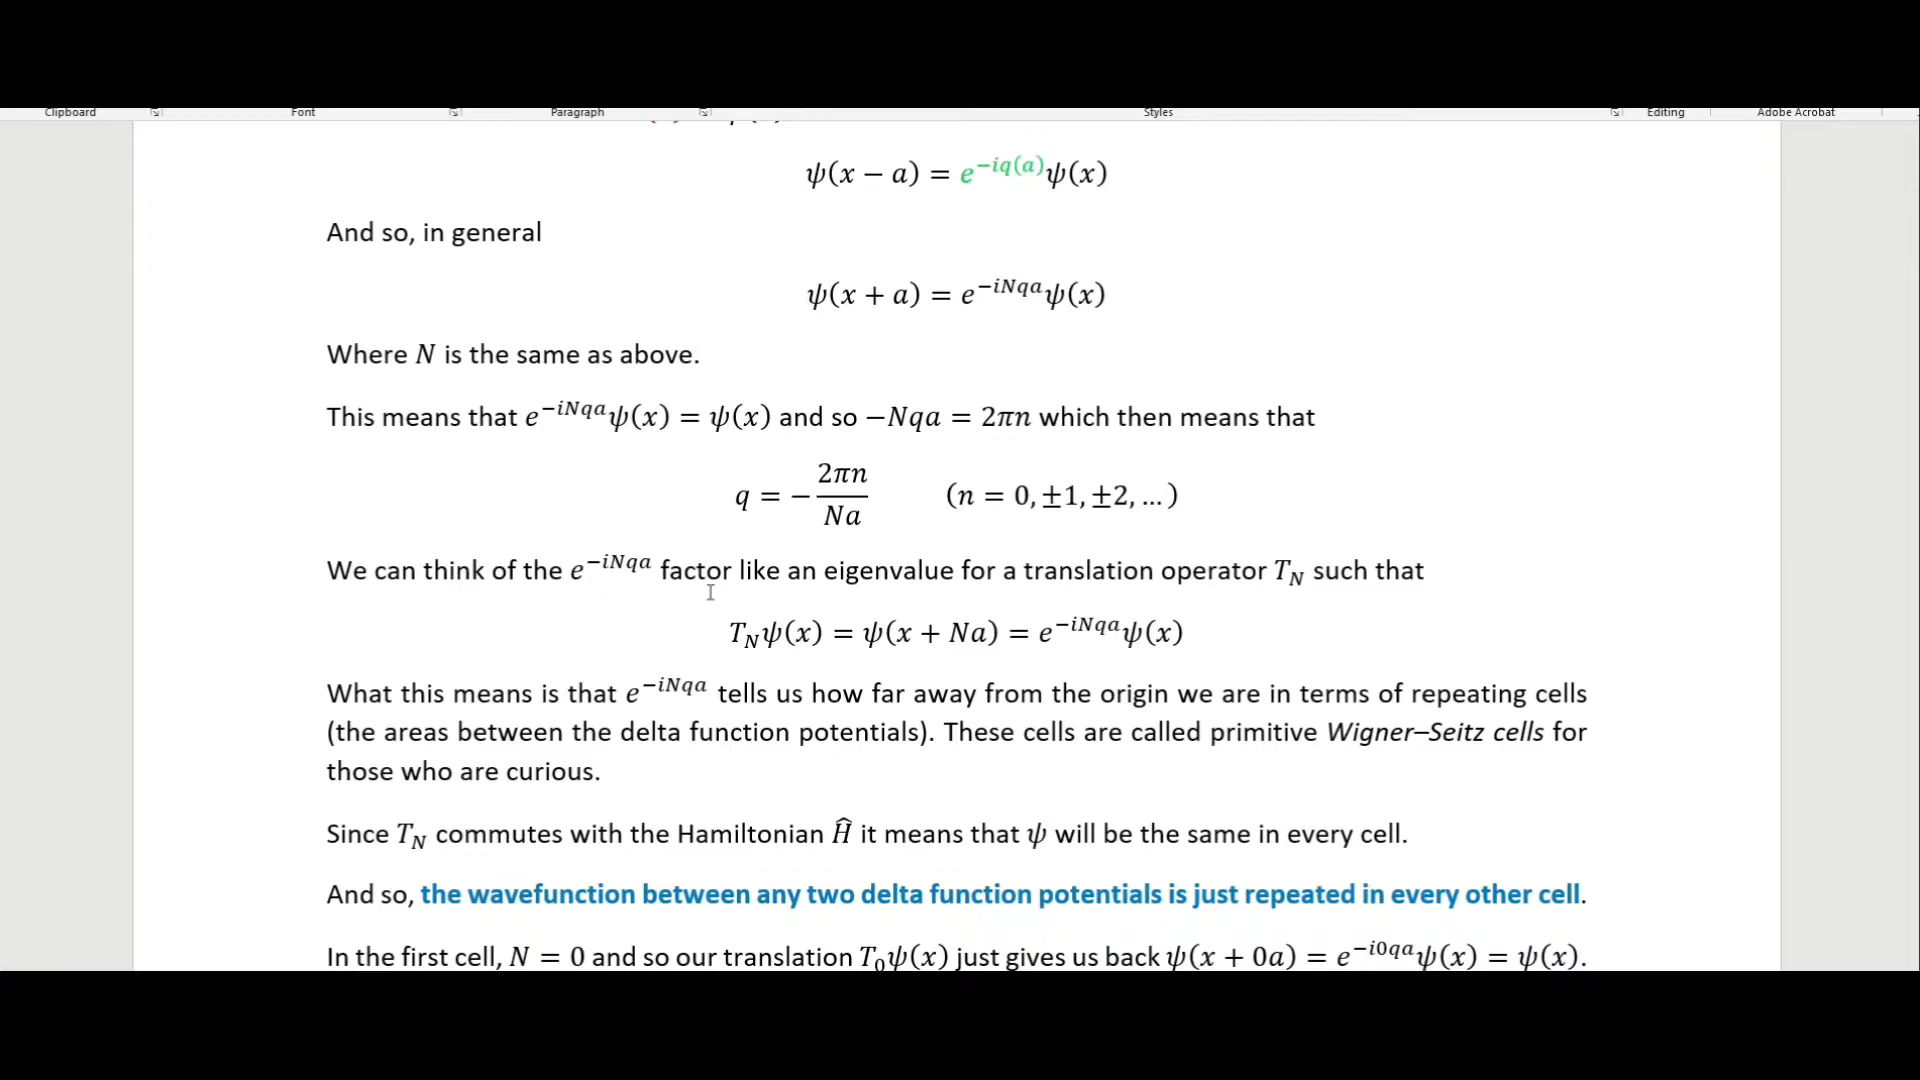 Clipboard Font Paragraph Styles Editing Adobe Acrobat
ψ(x − a) = e^{−iq(a)}ψ(x)
And so, in general
ψ(x + a) = e^{−iNqa}ψ(x)
Where N is the same as above.
This means that e^{−iNqa}ψ(x) = ψ(x) and so −Nqa = 2πn which then means that
q = −\frac{2πn}{Na} (n = 0, ±1, ±2, … )
We can think of the e^{−iNqa} factor like an eigenvalue for a translation operator T_N such that
T_Nψ(x) = ψ(x + Na) = e^{−iNqa}ψ(x)
What this means is that e^{−iNqa} tells us how far away from the origin we are in terms of repeating cells
(the areas between the delta function potentials). These cells are called primitive Wigner–Seitz cells for
those who are curious.
Since T_N commutes with the Hamiltonian Ĥ it means that ψ will be the same in every cell.
And so, the wavefunction between any two delta function potentials is just repeated in every other cell.
In the first cell, N = 0 and so our translation T_0ψ(x) just gives us back ψ(x + 0a) = e^{−i0qa}ψ(x) = ψ(x).